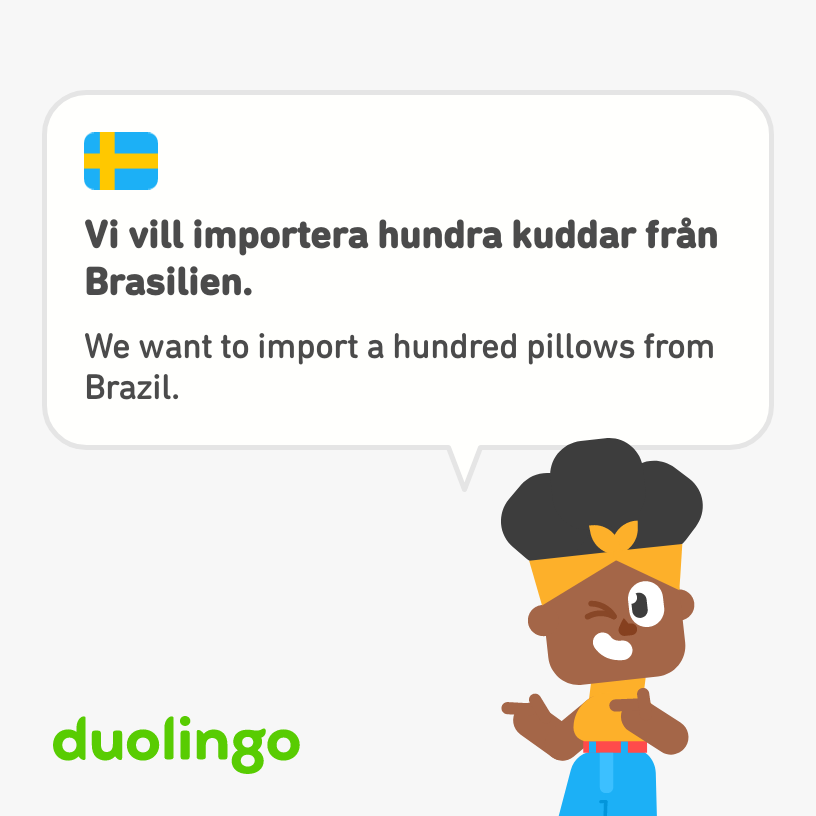 Vi vill importera hundra kuddar från
Brasilien.
We want to import a hundred pillows from
Brazil.
duolingo